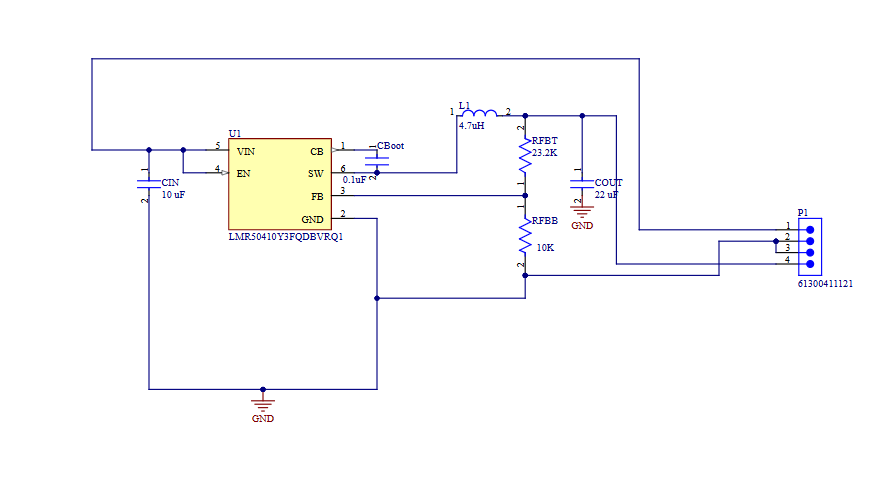 L1
1
2
4.7uH
U1
5
VIN
CB
1
1
CBoot
2
RFBT
23.2K
1
4
EN
SW
6
0.1uF
2
1
CIN
10 uF
2
1
COUT
22 uF
2
GND
FB
3
1
RFBB
10K
2
GND
2
LMR50410Y3FQDBVRQ1
P1
1
2
3
4
61300411121
GND